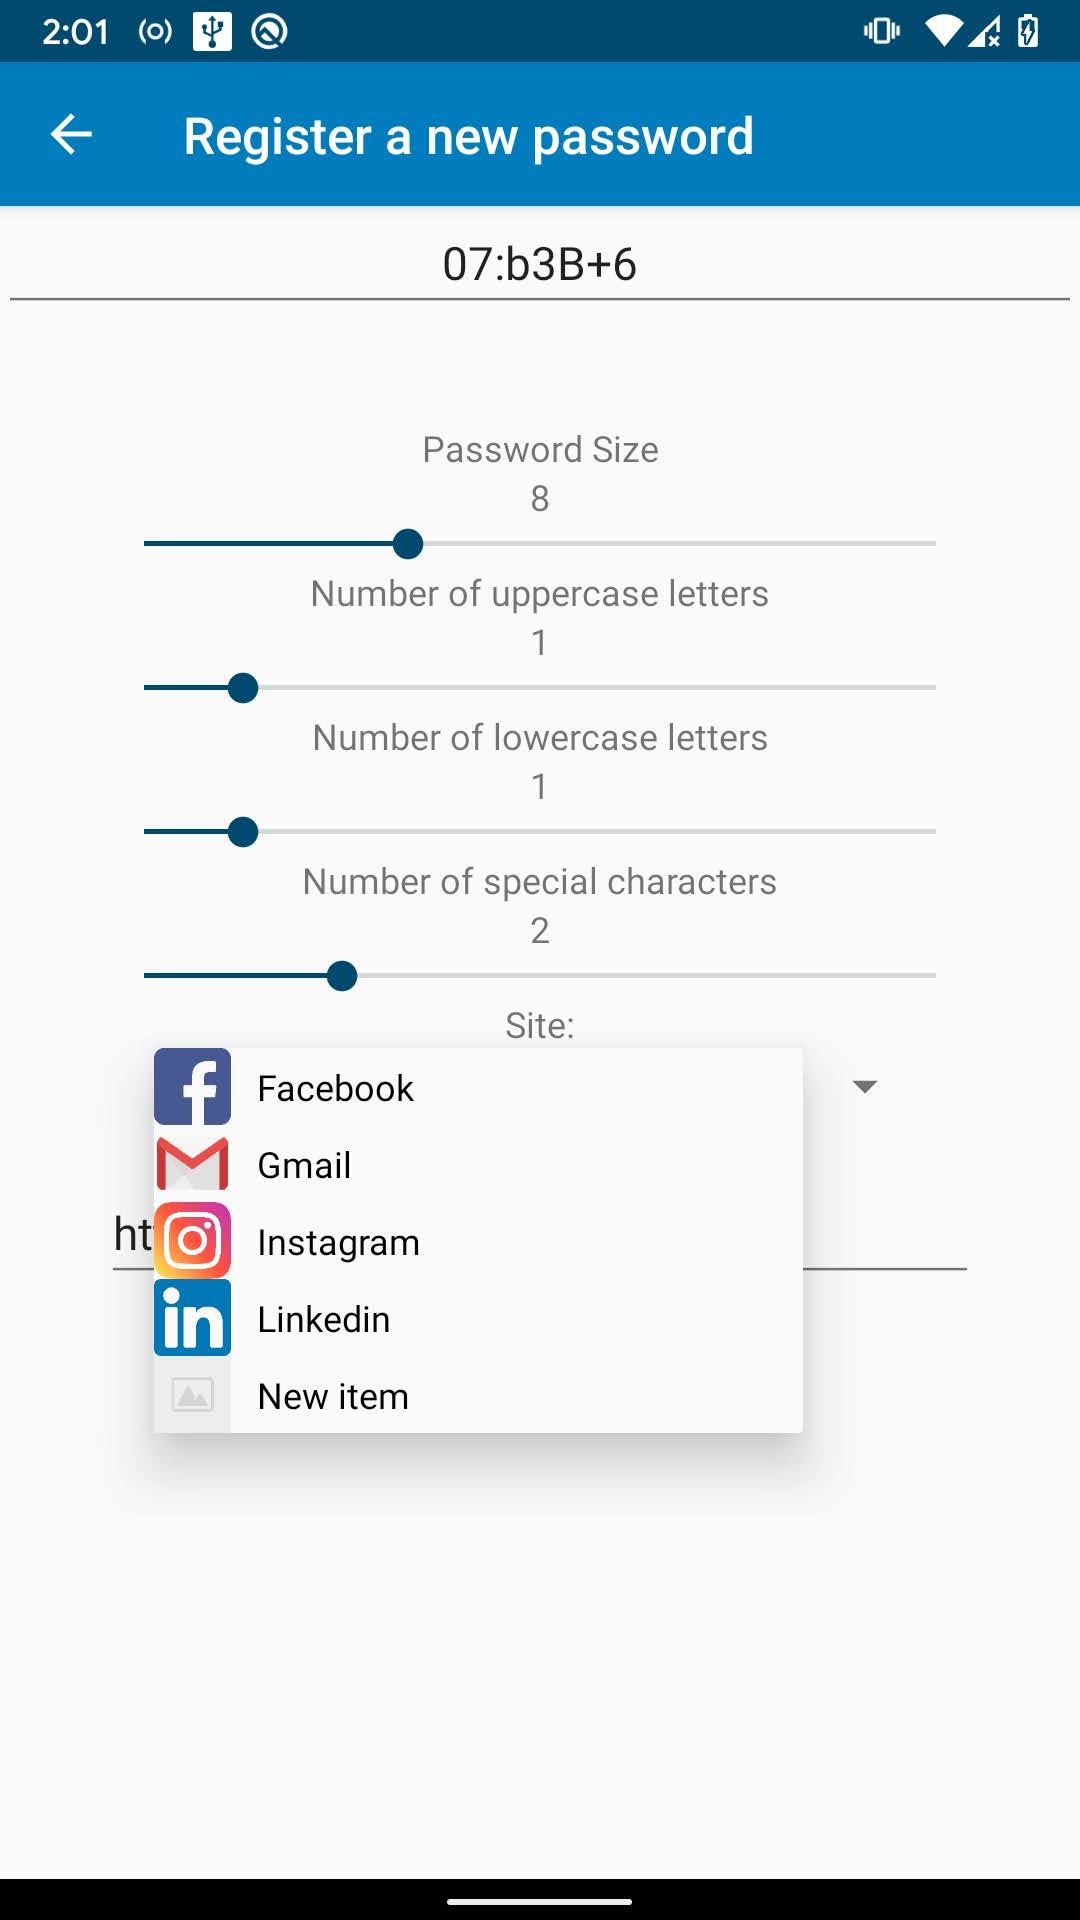 2:01
Register a new password
07:b3B+6
Password Size
8
Number of uppercase letters
1
Number of lowercase letters
1
Number of special characters
2
Site:
Facebook
Gmail
ht
Instagram
Linkedin
New item